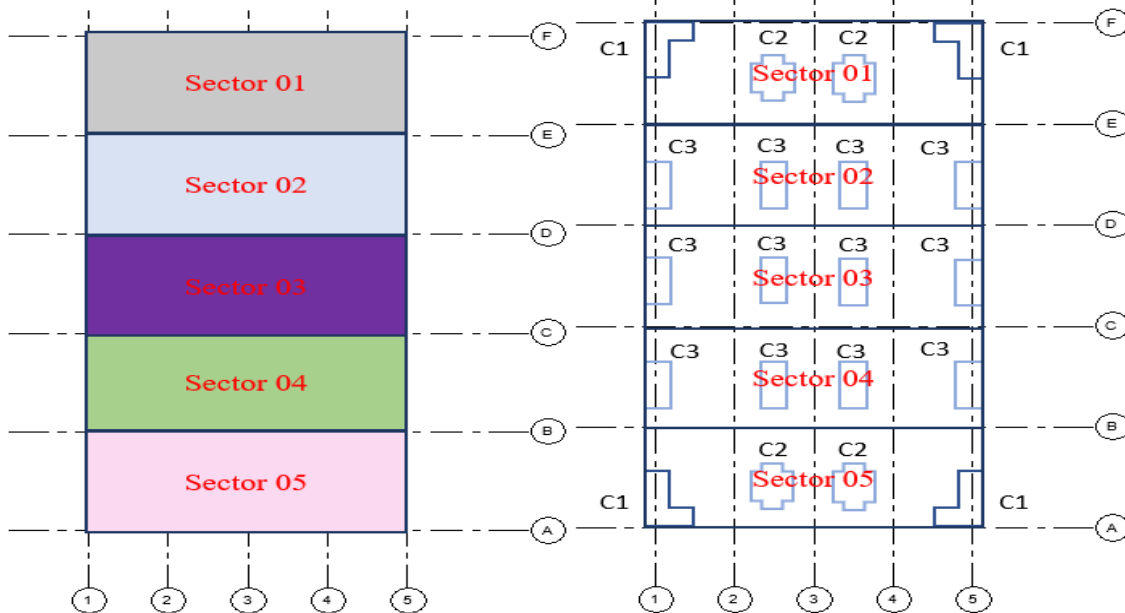 F
Sector 01
E
Sector 02
D
Sector 03
C
Sector 04
B
Sector 05
A
1 2 3 4 5
F
C1 C2 C2 C1
Sector 01
E
C3 C3 C3 C3
Sector 02
D
C3 C3 C3 C3
Sector 03
C
C3 C3 C3 C3
Sector 04
B
C2 C2
Sector 05
C1 C1
A
1 2 3 4 5